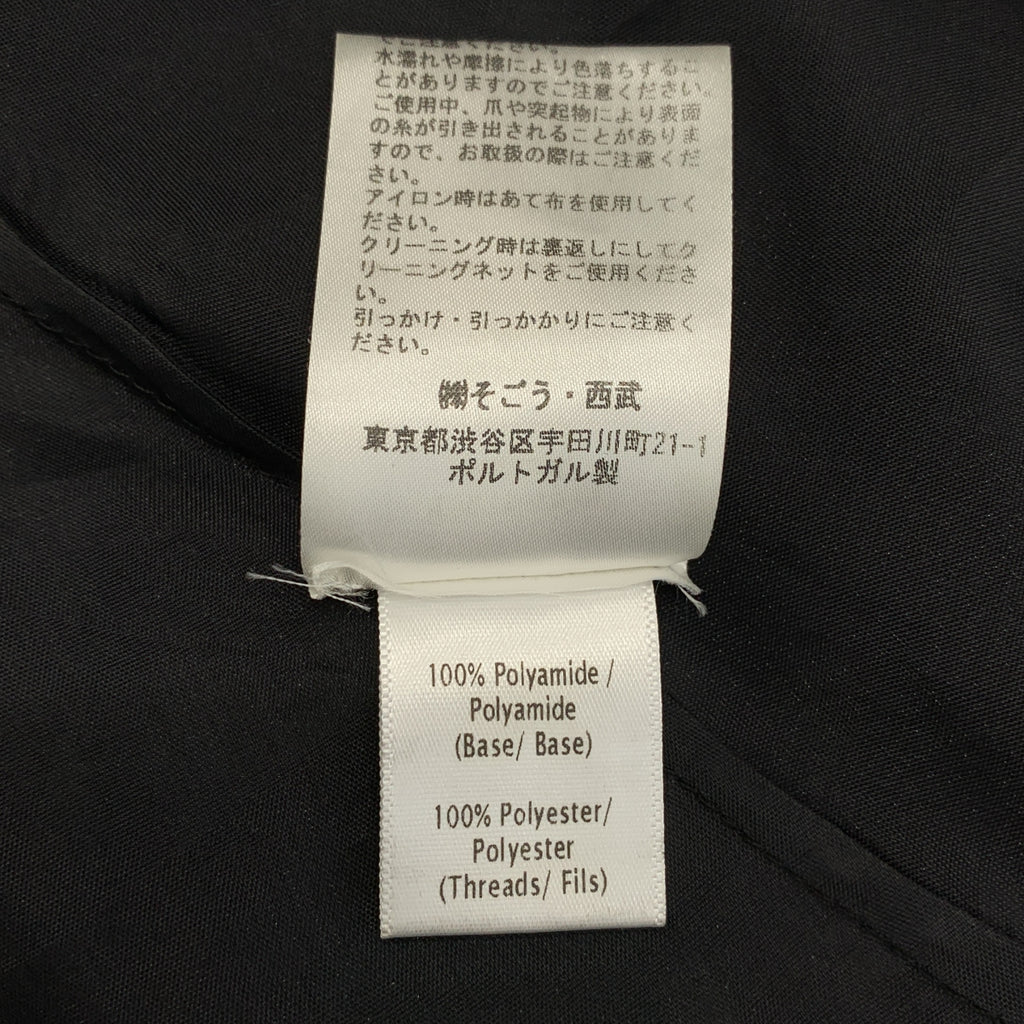 でご注意ください。
水濡れや摩擦により色落ちするこ
とがありますのでご注意ください。
ご使用中、爪や突起物により表面
の糸が引き出されることがありま
すので、お取扱の際はご注意くだ
さい。
アイロン時はあて布を使用してく
ださい。
クリーニング時は裏返しにしてク
リーニングネットをご使用くださ
い。
引っかけ・引っかかりにご注意く
ださい。
㈱そごう・西武
東京都渋谷区宇田川町21-1
ポルトガル製
100% Polyamide /
Polyamide
(Base/ Base)
100% Polyester/
Polyester
(Threads/ Fils)